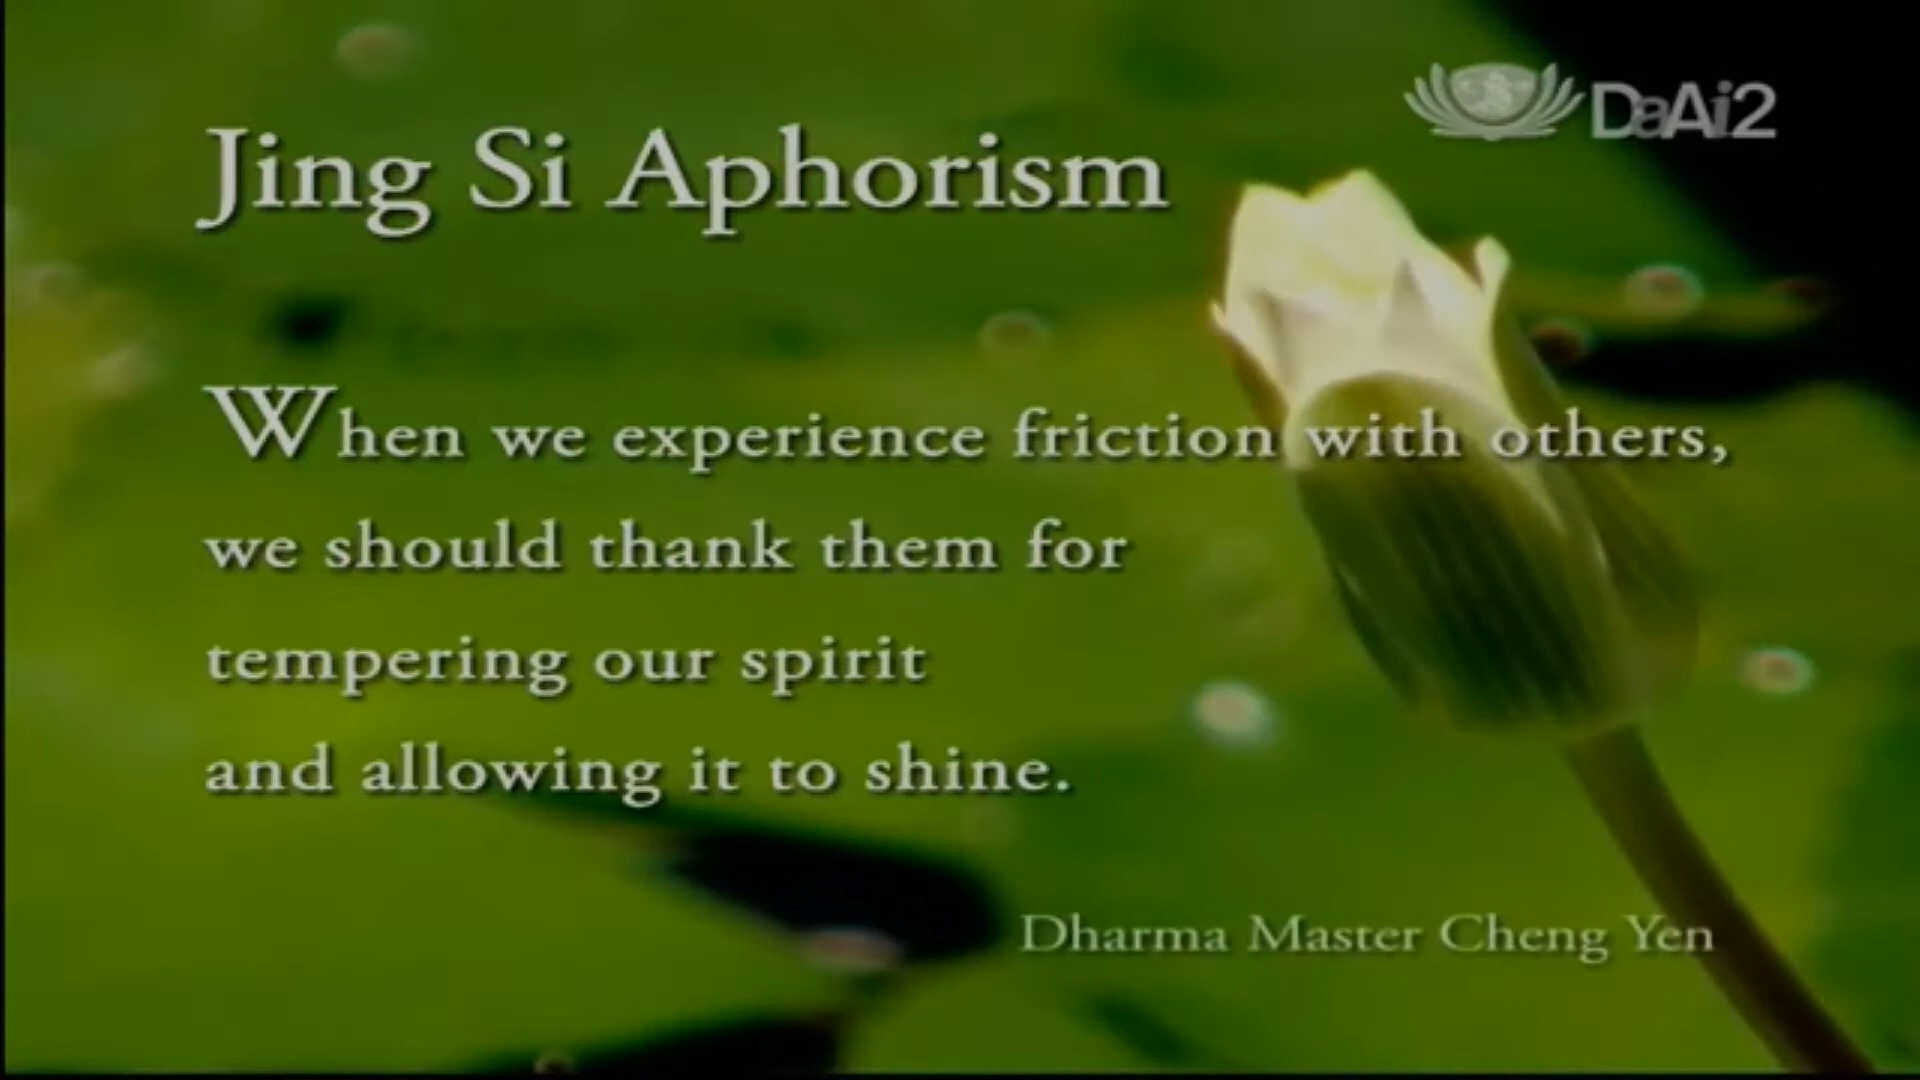 DaAi2
Jing Si Aphorism
When we experience friction with others,
we should thank them for
tempering our spirit
and allowing it to shine.
Dharma Master Cheng Yen